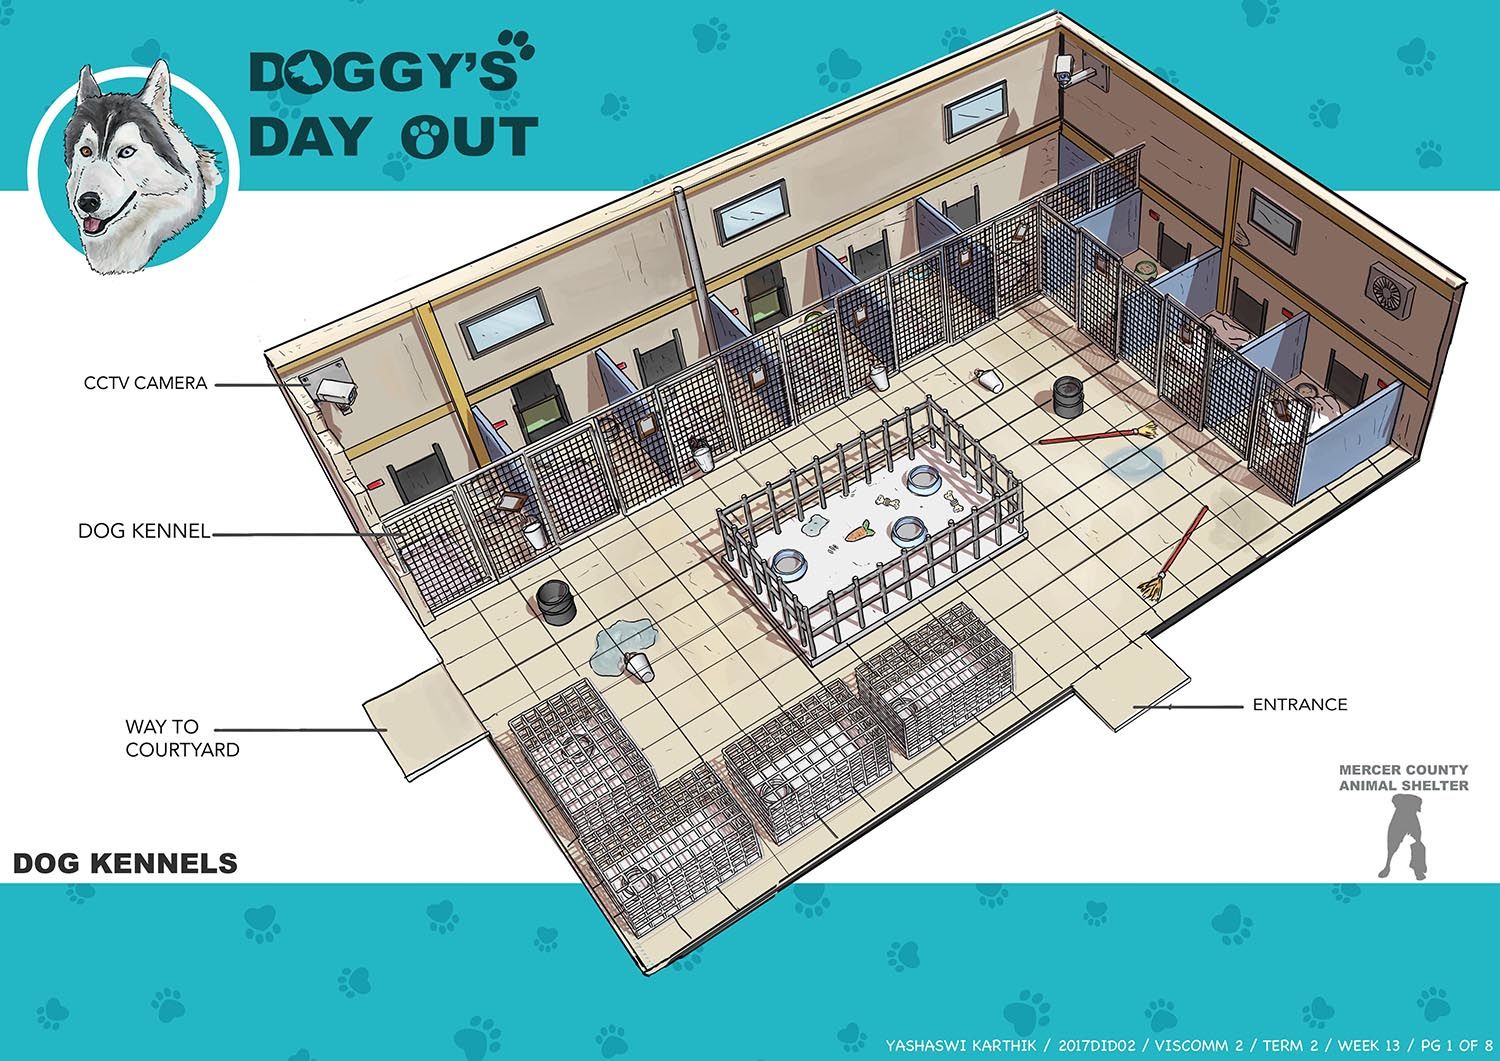 DOGGY'S
DAY OUT
CCTV CAMERA
DOG KENNEL
WAY TO
COURTYARD
ENTRANCE
MERCER COUNTY
ANIMAL SHELTER
DOG KENNELS
YASHASWI KARTHIK / 2017DID02 / VISCOMM 2 / TERM 2 / WEEK 13 / PG 1 OF 8